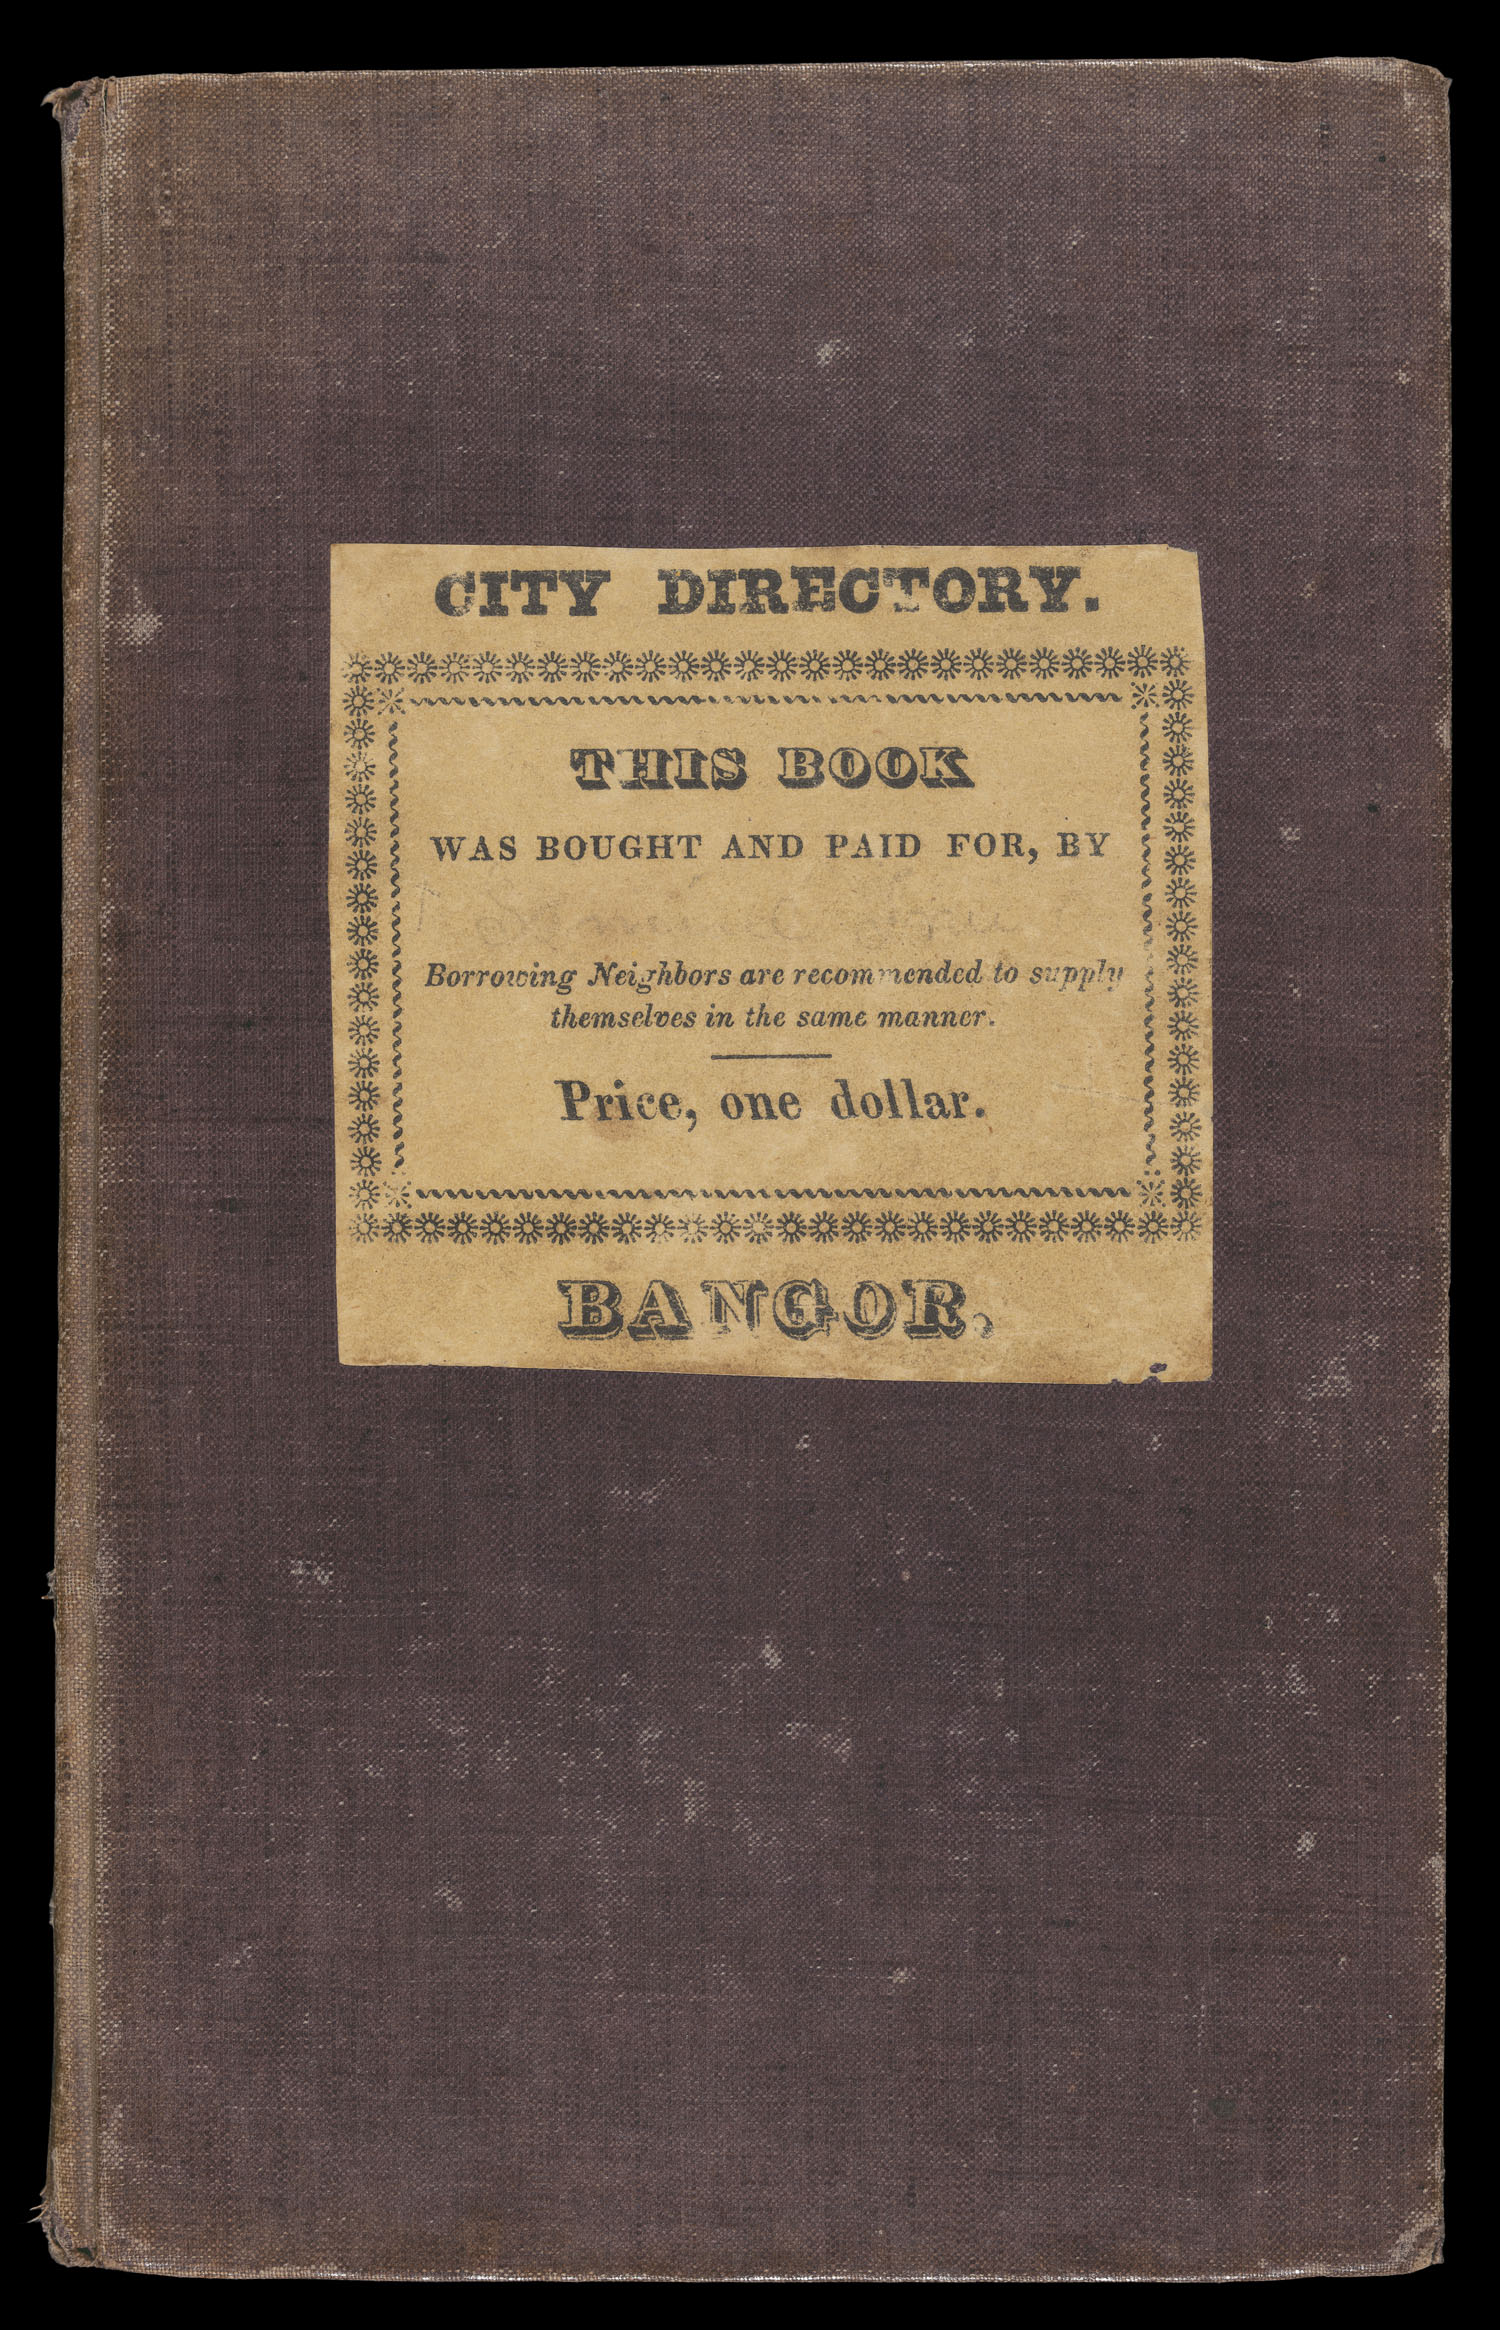 CITY DIRECTORY.
THIS BOOK
WAS BOUGHT AND PAID FOR, BY
Borrowing Neighbors are recommended to supply
themselves in the same manner.
Price, one dollar.
BANGOR.